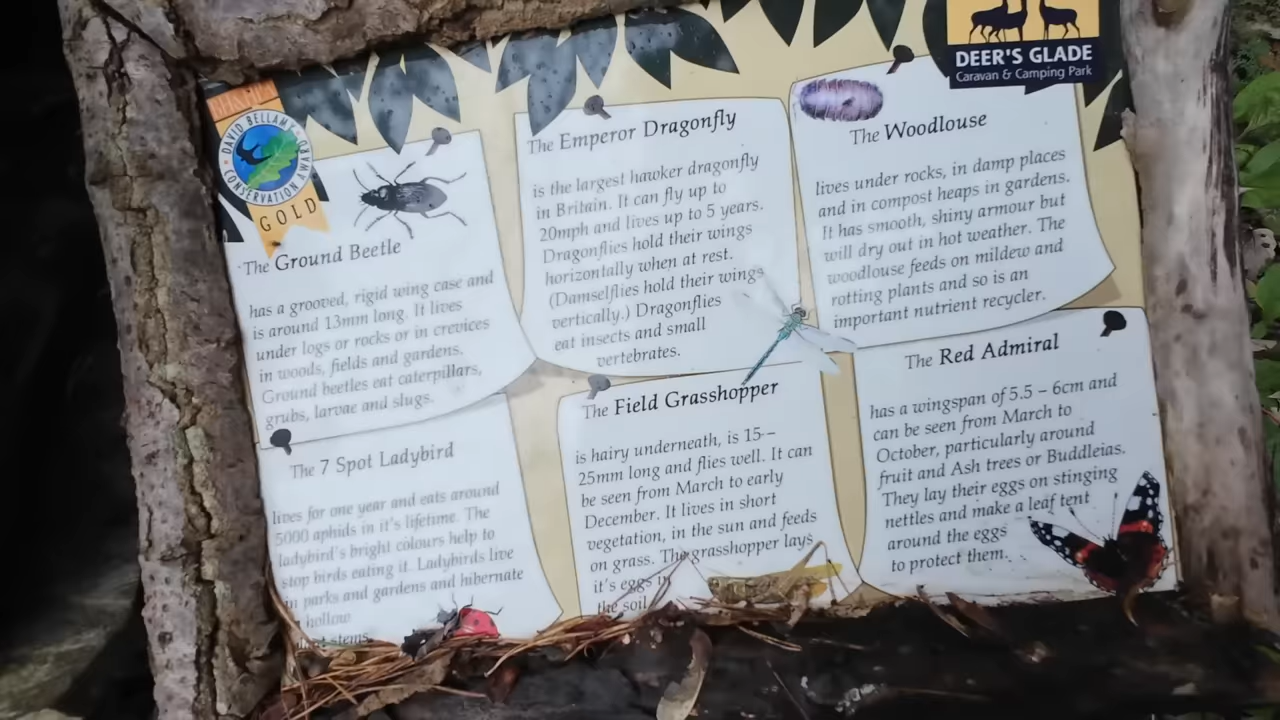 DEER'S GLADE
Caravan & Camping Park
DAVID BELLAMY
CONSERVATION AWARD
GOLD
The Ground Beetle
has a grooved, rigid wing case and
is around 13mm long. It lives
under logs or rocks or in crevices
in woods, fields and gardens.
Ground beetles eat caterpillars,
grubs, larvae and slugs.
The Emperor Dragonfly
is the largest hawker dragonfly
in Britain. It can fly up to
20mph and lives up to 5 years.
Dragonflies hold their wings
horizontally when at rest.
(Damselflies hold their wings
vertically.) Dragonflies
eat insects and small
vertebrates.
The Woodlouse
lives under rocks, in damp places
and in compost heaps in gardens.
It has smooth, shiny armour but
will dry out in hot weather. The
woodlouse feeds on mildew and
rotting plants and so is an
important nutrient recycler.
The 7 Spot Ladybird
lives for one year and eats around
5000 aphids in it's lifetime. The
ladybird's bright colours help to
stop birds eating it. Ladybirds live
in parks and gardens and hibernate
hollow
stems.
The Field Grasshopper
is hairy underneath, is 15-–
25mm long and flies well. It can
be seen from March to early
December. It lives in short
vegetation, in the sun and feeds
on grass. The grasshopper lays
it's eggs in
the soil
The Red Admiral
has a wingspan of 5.5 – 6cm and
can be seen from March to
October, particularly around
fruit and Ash trees or Buddleias.
They lay their eggs on stinging
nettles and make a leaf tent
around the eggs
to protect them.